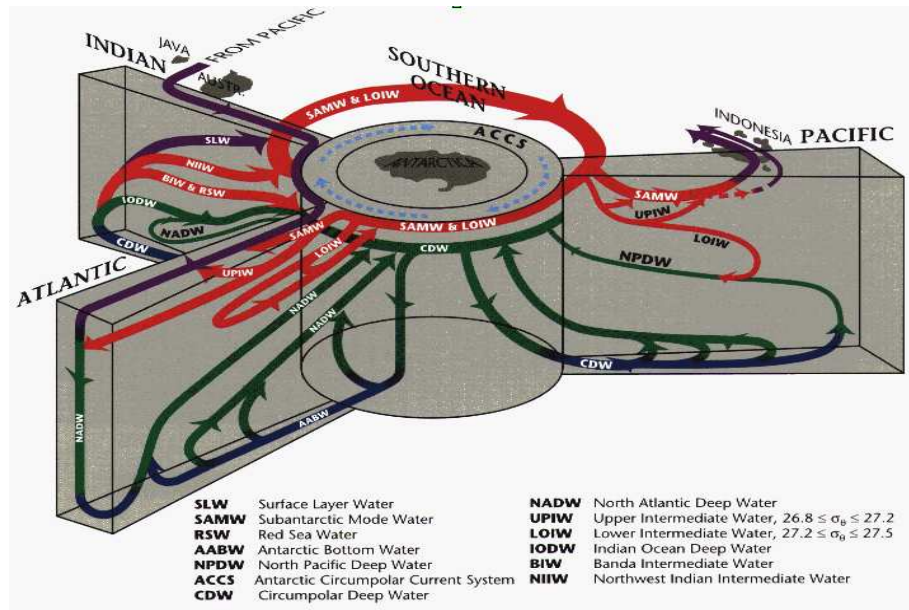 JAVA
FROM PACIFIC
INDIAN
AUSTR.
SOUTHERN
OCEAN
SAMW & LOIW
ACCS
ANTARCTICA
INDONESIA
PACIFIC
SLW
NIIW
BIW & RSW
IODW
NADW
CDW
SAMW
UPIW
LOIW
SAMW & LOIW
CDW
SAMW
UPIW
LOIW
NPDW
ATLANTIC
NADW
NADW
NADW
AABW
CDW
SLW Surface Layer Water
SAMW Subantarctic Mode Water
RSW Red Sea Water
AABW Antarctic Bottom Water
NPDW North Pacific Deep Water
ACCS Antarctic Circumpolar Current System
CDW Circumpolar Deep Water
NADW North Atlantic Deep Water
UPIW Upper Intermediate Water, 26.8 ≤ σθ ≤ 27.2
LOIW Lower Intermediate Water, 27.2 ≤ σθ ≤ 27.5
IODW Indian Ocean Deep Water
BIW Banda Intermediate Water
NIIW Northwest Indian Intermediate Water